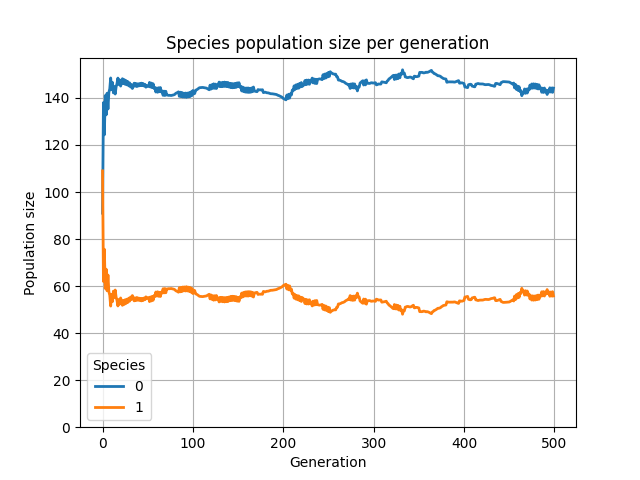 Species population size per generation
Population size
140
120
100
80
60
40
20
0
Species
0
1
0 100 200 300 400 500
Generation